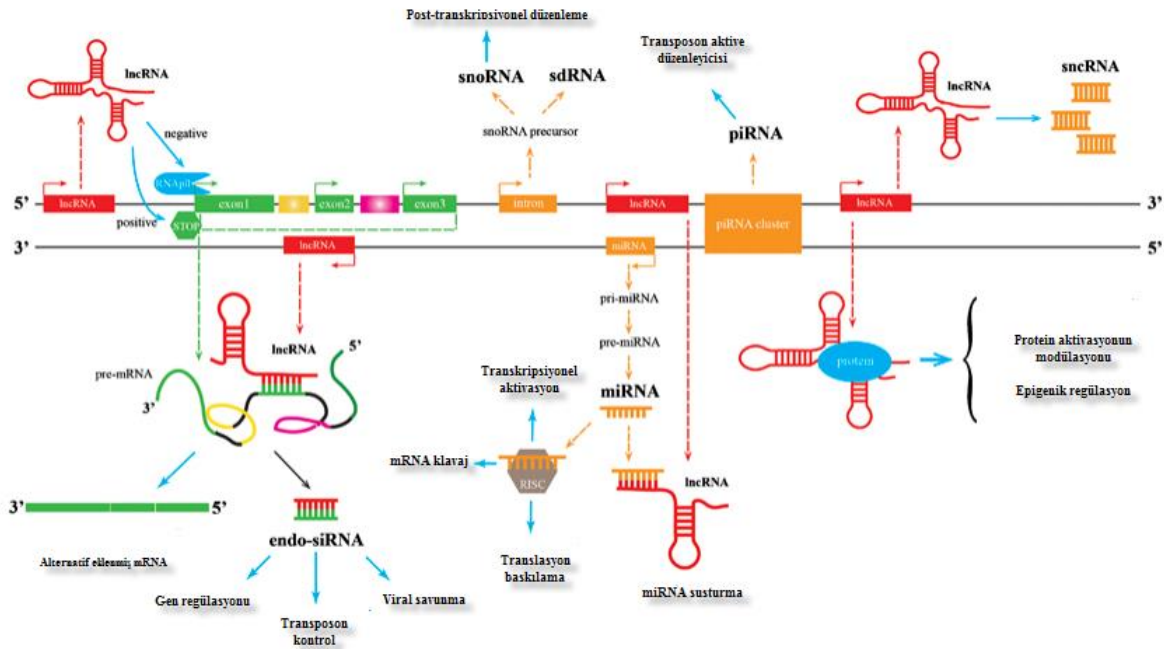 Post-transkripsiyonel düzenleme
Transposon aktive
düzenleyicisi
lncRNA
snoRNA
sdRNA
lncRNA
sncRNA
negative
snoRNA precursor
piRNA
RNApII
5'
lncRNA
exon1
exon2
exon3
intron
lncRNA
piRNA cluster
lncRNA
3'
positive
STOP
3'
lncRNA
miRNA
5'
pri-miRNA
lncRNA
5'
pre-miRNA
protein
Protein aktivasyonun
modülasyonu
pre-mRNA
3'
Transkripsiyonel
aktivasyon
miRNA
Epigenik regülasyon
mRNA klavaj
RISC
lncRNA
3'
5'
endo-siRNA
Alternatif eklenmiş mRNA
Translasyon
baskılama
miRNA susturma
Gen regülasyonu
Viral savunma
Transposon
kontrol